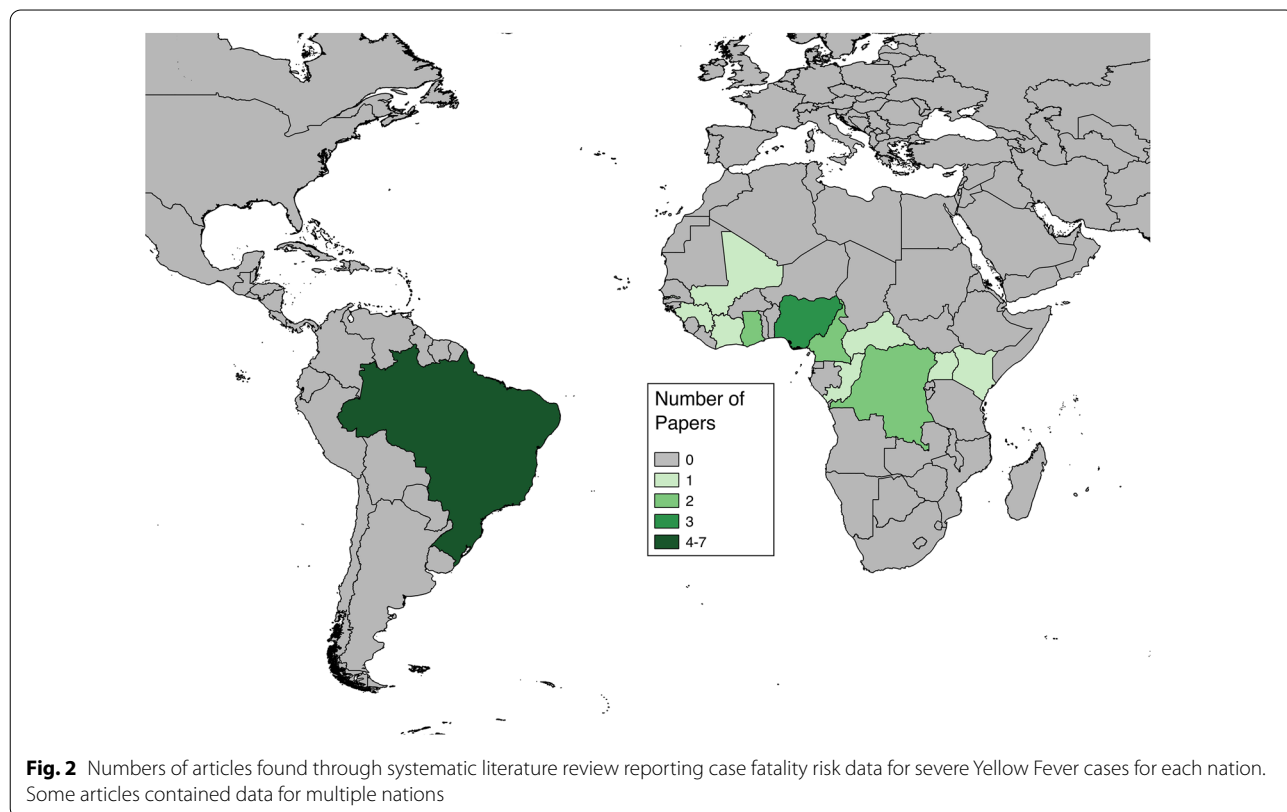 Number of
Papers
0
1
2
3
4-7
Fig. 2 Numbers of articles found through systematic literature review reporting case fatality risk data for severe Yellow Fever cases for each nation.
Some articles contained data for multiple nations